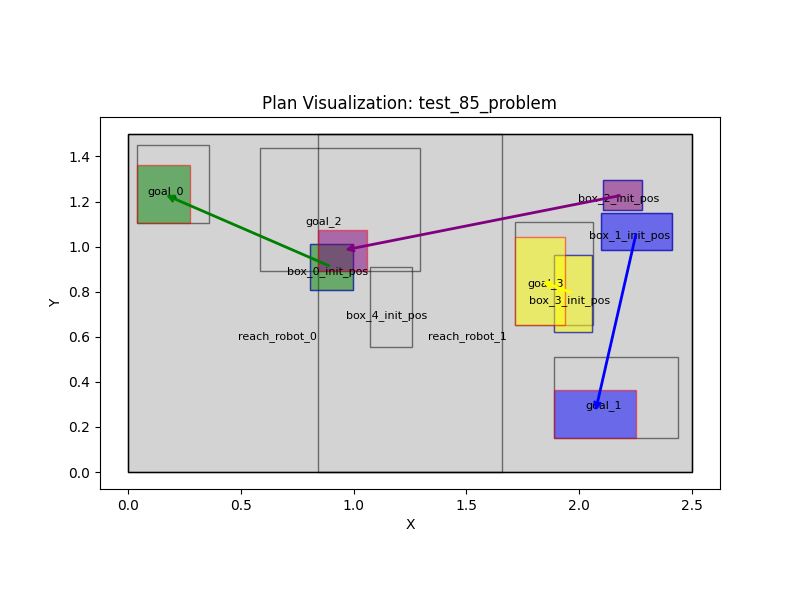 Plan Visualization: test_85_problem
Y
1.4
1.2
1.0
0.8
0.6
0.4
0.2
0.0
goal_0
goal_2
box_2_init_pos
box_1_init_pos
box_0_init_pos
goal_3
box_3_init_pos
box_4_init_pos
reach_robot_0
reach_robot_1
goal_1
0.0
0.5
1.0
1.5
2.0
2.5
X